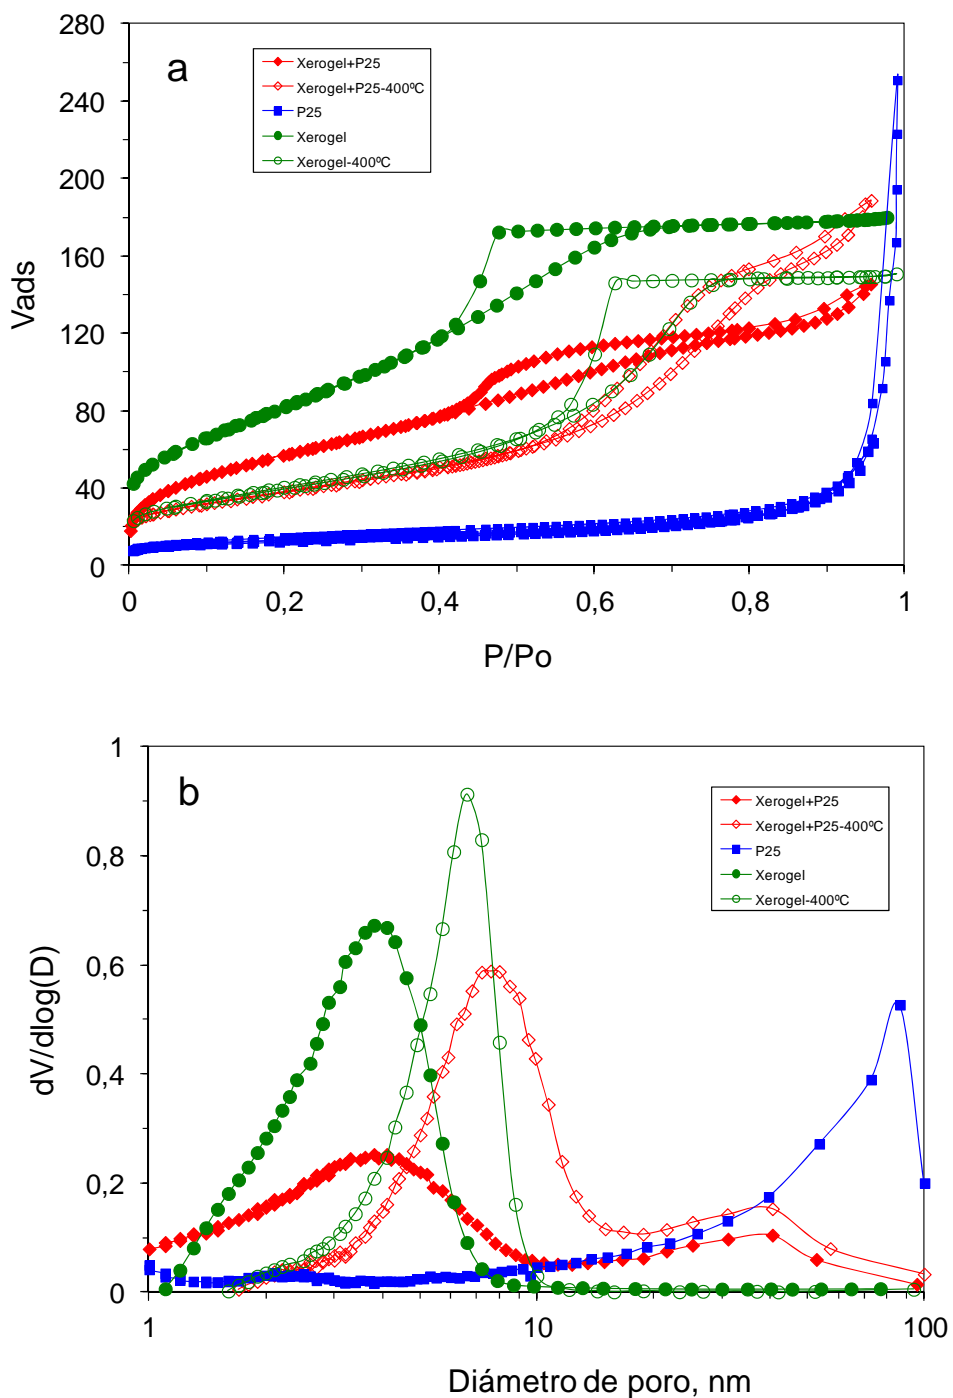 280
240
200
160
120
80
40
0
Vads
a
Xerogel+P25
Xerogel+P25-400ºC
P25
Xerogel
Xerogel-400ºC
0 0,2 0,4 0,6 0,8 1
P/Po
1
0,8
0,6
0,4
0,2
0
dV/dlog(D)
b
Xerogel+P25
Xerogel+P25-400ºC
P25
Xerogel
Xerogel-400ºC
1 10 100
Diámetro de poro, nm